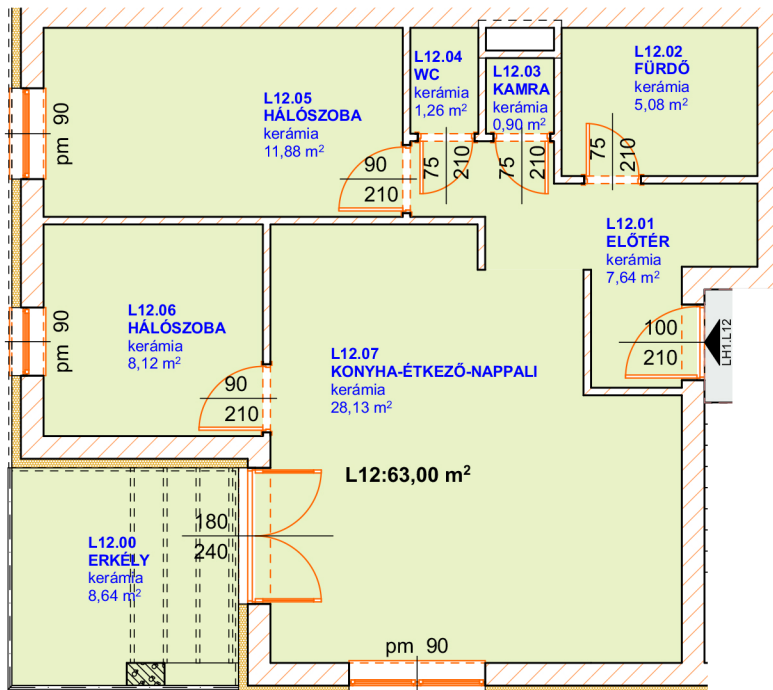 L12.04
WC
kerámia
1,26 m²
L12.03
KAMRA
kerámia
0,90 m²
L12.02
FÜRDŐ
kerámia
5,08 m²
L12.05
HÁLÓSZOBA
kerámia
11,88 m²
pm 90
90
210
75
210
75
210
75
210
L12.01
ELŐTÉR
kerámia
7,64 m²
L12.06
HÁLÓSZOBA
kerámia
8,12 m²
pm 90
90
210
L12.07
KONYHA-ÉTKEZŐ-NAPPALI
kerámia
28,13 m²
100
210
LH1.L12
L12:63,00 m²
L12.00
ERKÉLY
kerámia
8,64 m²
180
240
pm 90